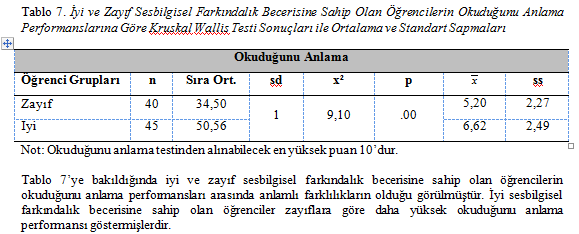 Tablo 7. İyi ve Zayıf Sesbilgisel Farkındalık Becerisine Sahip Olan Öğrencilerin Okuduğunu Anlama
Performanslarına Göre Kruskal Wallis Testi Sonuçları ile Ortalama ve Standart Sapmaları
Okuduğunu Anlama
Öğrenci Grupları n Sıra Ort. sd x² p x̄ ss
Zayıf 40 34,50 1 9,10 .00 5,20 2,27
İyi 45 50,56 6,62 2,49
Not: Okuduğunu anlama testinden alınabilecek en yüksek puan 10’dur.
Tablo 7’ye bakıldığında iyi ve zayıf sesbilgisel farkındalık becerisine sahip olan öğrencilerin
okuduğunu anlama performansları arasında anlamlı farklılıkların olduğu görülmüştür. İyi sesbilgisel
farkındalık becerisine sahip olan öğrenciler zayıflara göre daha yüksek okuduğunu anlama
performansı göstermişlerdir.